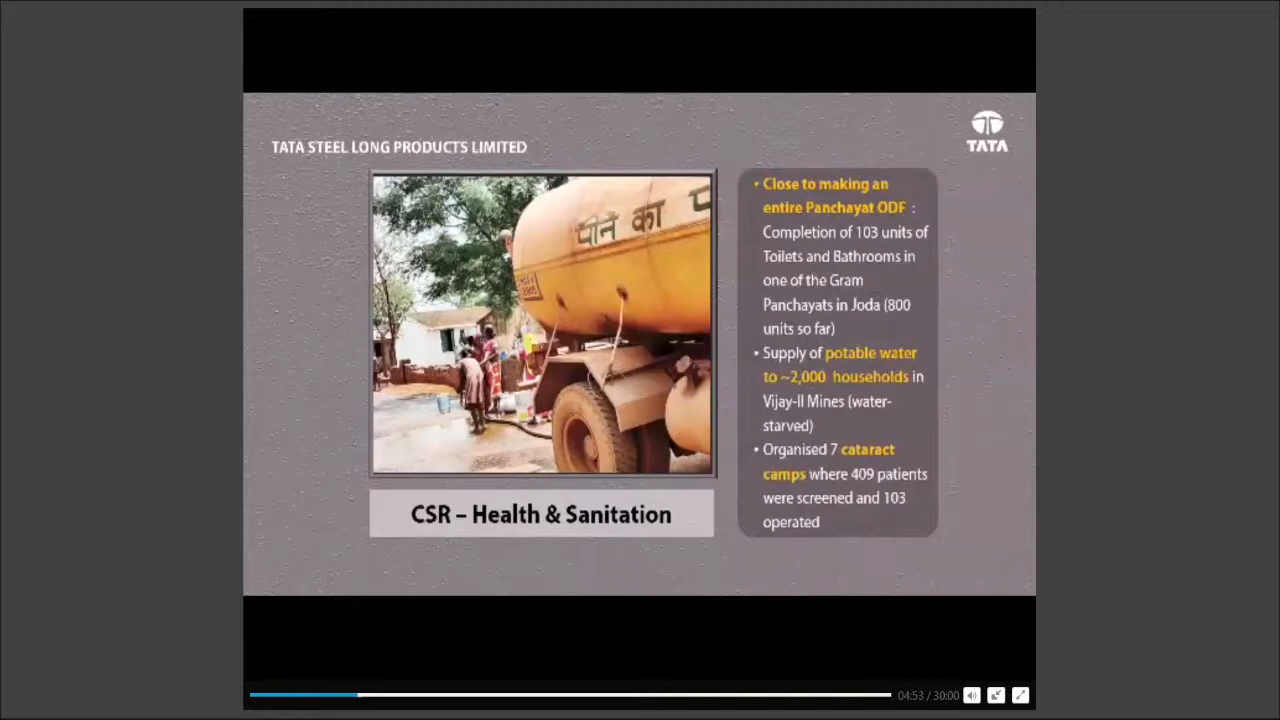 TATA STEEL LONG PRODUCTS LIMITED
TATA
पीने का
CSR – Health & Sanitation
• Close to making an
entire Panchayat ODF :
Completion of 103 units of
Toilets and Bathrooms in
one of the Gram
Panchayats in Joda (800
units so far)
• Supply of potable water
to ~2,000 households in
Vijay-II Mines (water-
starved)
• Organised 7 cataract
camps where 409 patients
were screened and 103
operated
04:53 / 30:00